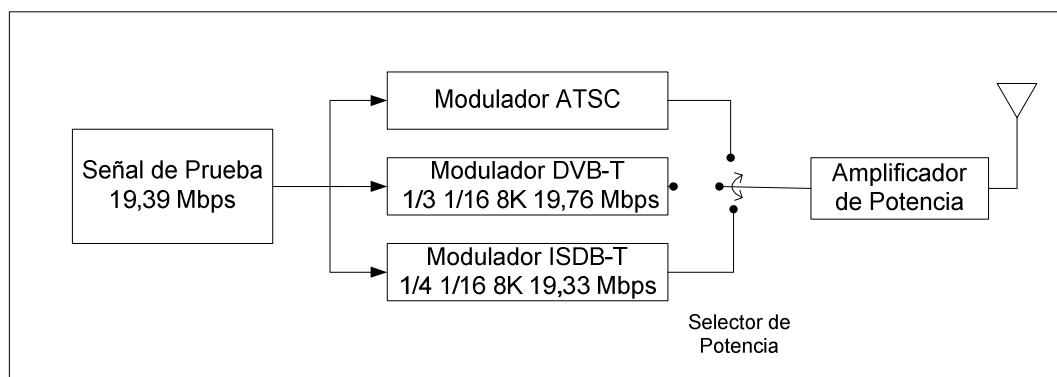 Señal de Prueba
19,39 Mbps
Modulador ATSC
Modulador DVB-T
1/3 1/16 8K 19,76 Mbps
Modulador ISDB-T
1/4 1/16 8K 19,33 Mbps
Selector de
Potencia
Amplificador
de Potencia